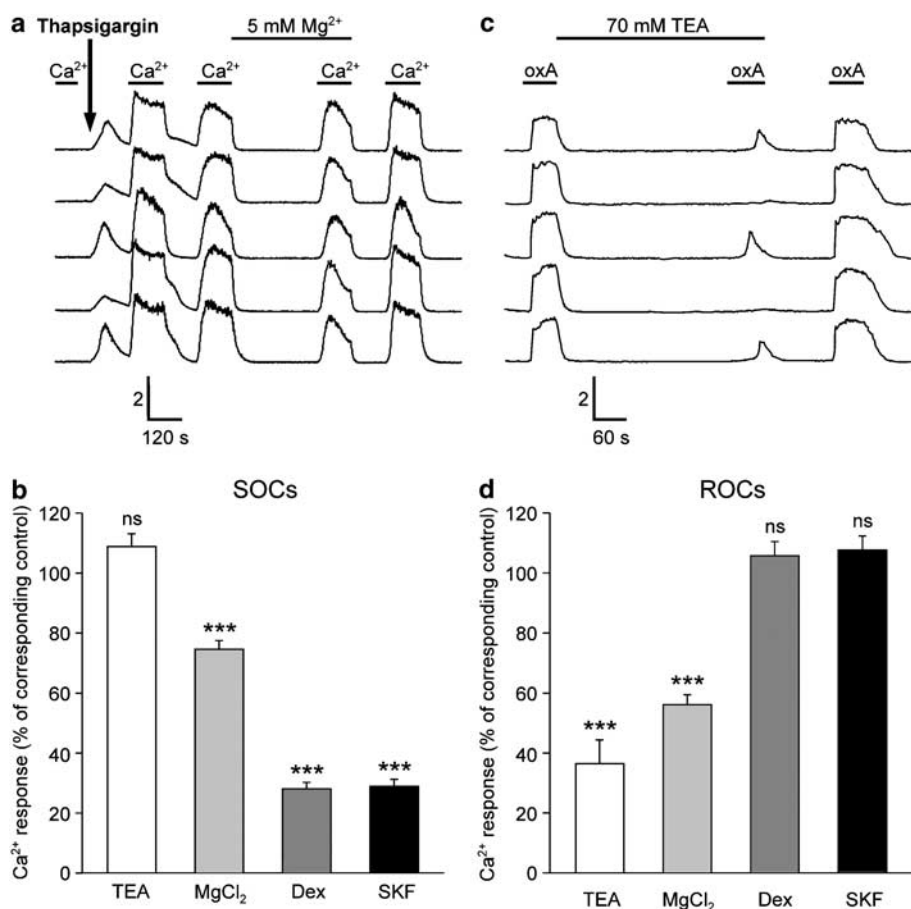 a
Thapsigargin
5 mM Mg²⁺
Ca²⁺ Ca²⁺ Ca²⁺ Ca²⁺ Ca²⁺
2
120 s
c
70 mM TEA
oxA oxA oxA
2
60 s
b
SOCs
Ca²⁺ response (% of corresponding control)
120
100
80
60
40
20
0
ns
***
***
***
TEA MgCl₂ Dex SKF
d
ROCs
Ca²⁺ response (% of corresponding control)
120
100
80
60
40
20
0
***
***
ns
ns
TEA MgCl₂ Dex SKF